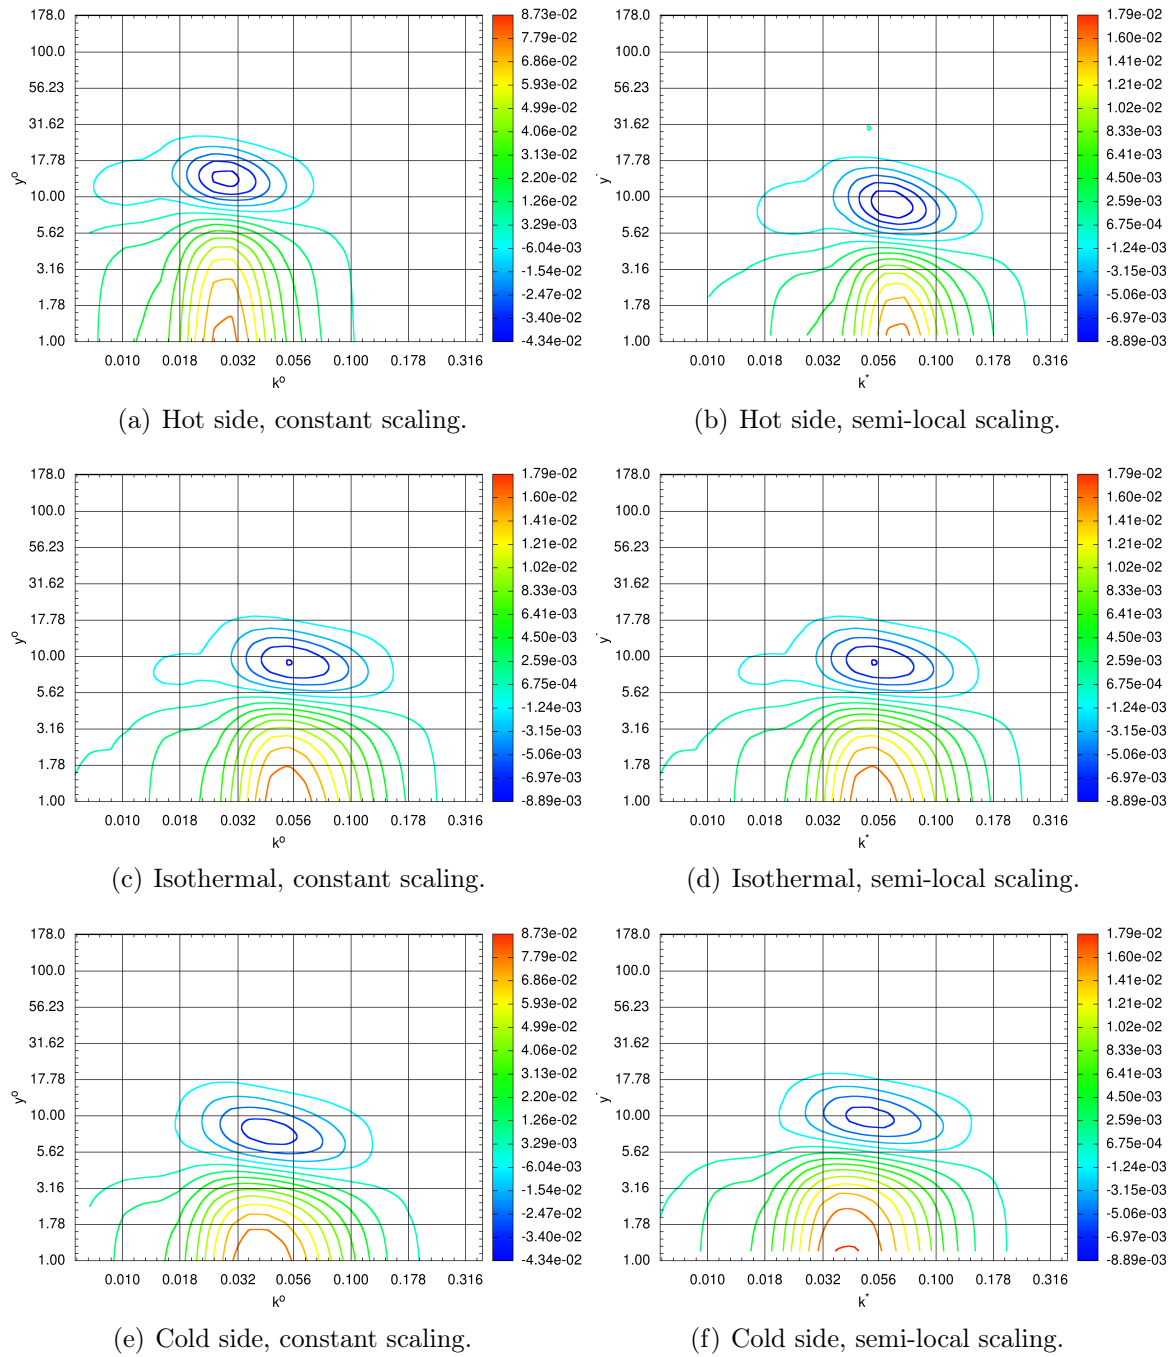 178.0
100.0
56.23
31.62
17.78
10.00
5.62
3.16
1.78
1.00
yº
0.010 0.018 0.032 0.056 0.100 0.178 0.316
kº
8.73e-02
7.79e-02
6.86e-02
5.93e-02
4.99e-02
4.06e-02
3.13e-02
2.20e-02
1.26e-02
3.29e-03
-6.04e-03
-1.54e-02
-2.47e-02
-3.40e-02
-4.34e-02
(a) Hot side, constant scaling.
178.0
100.0
56.23
31.62
17.78
10.00
5.62
3.16
1.78
1.00
y
0.010 0.018 0.032 0.056 0.100 0.178 0.316
k*
1.79e-02
1.60e-02
1.41e-02
1.21e-02
1.02e-02
8.33e-03
6.41e-03
4.50e-03
2.59e-03
6.75e-04
-1.24e-03
-3.15e-03
-5.06e-03
-6.97e-03
-8.89e-03
(b) Hot side, semi-local scaling.
178.0
100.0
56.23
31.62
17.78
10.00
5.62
3.16
1.78
1.00
yº
0.010 0.018 0.032 0.056 0.100 0.178 0.316
kº
1.79e-02
1.60e-02
1.41e-02
1.21e-02
1.02e-02
8.33e-03
6.41e-03
4.50e-03
2.59e-03
6.75e-04
-1.24e-03
-3.15e-03
-5.06e-03
-6.97e-03
-8.89e-03
(c) Isothermal, constant scaling.
178.0
100.0
56.23
31.62
17.78
10.00
5.62
3.16
1.78
1.00
y
0.010 0.018 0.032 0.056 0.100 0.178 0.316
k*
1.79e-02
1.60e-02
1.41e-02
1.21e-02
1.02e-02
8.33e-03
6.41e-03
4.50e-03
2.59e-03
6.75e-04
-1.24e-03
-3.15e-03
-5.06e-03
-6.97e-03
-8.89e-03
(d) Isothermal, semi-local scaling.
178.0
100.0
56.23
31.62
17.78
10.00
5.62
3.16
1.78
1.00
yº
0.010 0.018 0.032 0.056 0.100 0.178 0.316
kº
8.73e-02
7.79e-02
6.86e-02
5.93e-02
4.99e-02
4.06e-02
3.13e-02
2.20e-02
1.26e-02
3.29e-03
-6.04e-03
-1.54e-02
-2.47e-02
-3.40e-02
-4.34e-02
(e) Cold side, constant scaling.
178.0
100.0
56.23
31.62
17.78
10.00
5.62
3.16
1.78
1.00
y
0.010 0.018 0.032 0.056 0.100 0.178 0.316
k*
1.79e-02
1.60e-02
1.41e-02
1.21e-02
1.02e-02
8.33e-03
6.41e-03
4.50e-03
2.59e-03
6.75e-04
-1.24e-03
-3.15e-03
-5.06e-03
-6.97e-03
-8.89e-03
(f) Cold side, semi-local scaling.